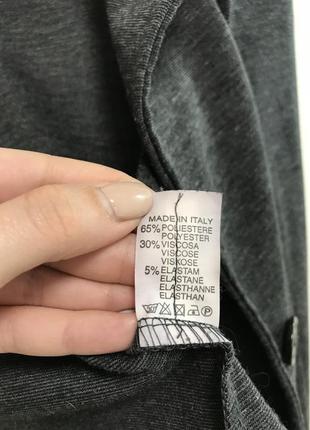 MADE IN ITALY
65% POLIESTERE
POLYESTER
30% VISCOSA
VISCOSE
VISKOSE
5% ELASTAM
ELASTANE
ELASTHANNE
ELASTHAN